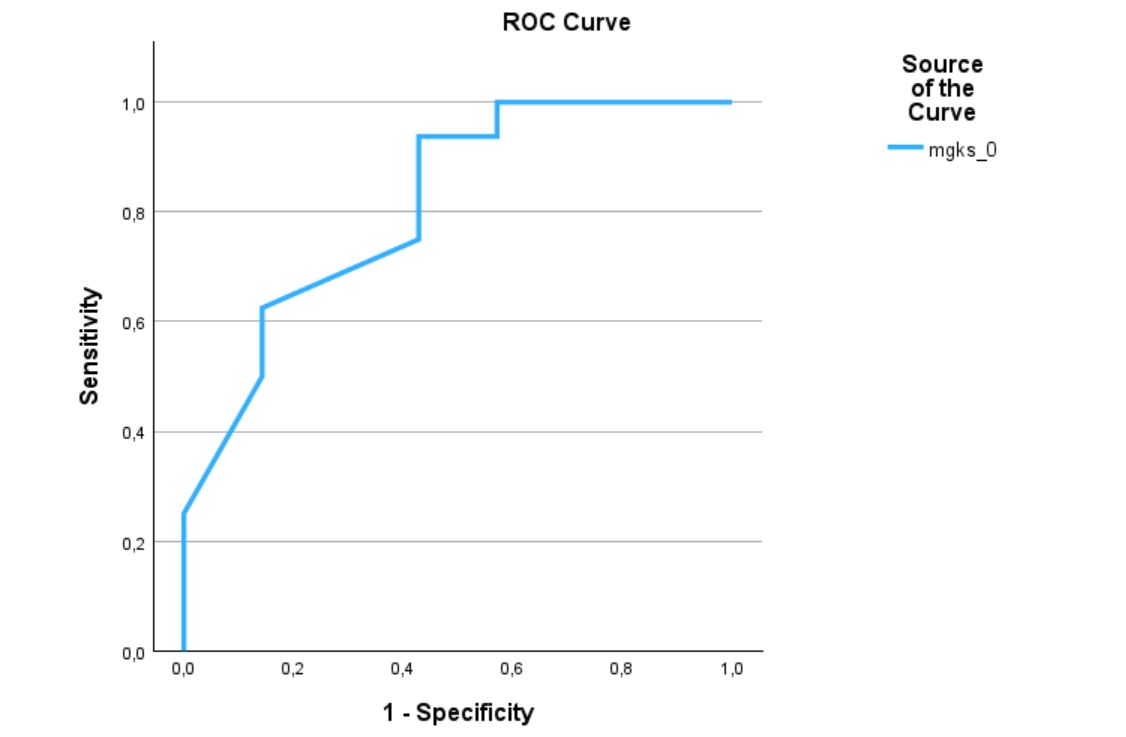 ROC Curve
Source
of the
Curve
mgks_0
1,0
0,8
0,6
0,4
0,2
0,0
Sensitivity
0,0 0,2 0,4 0,6 0,8 1,0
1 - Specificity